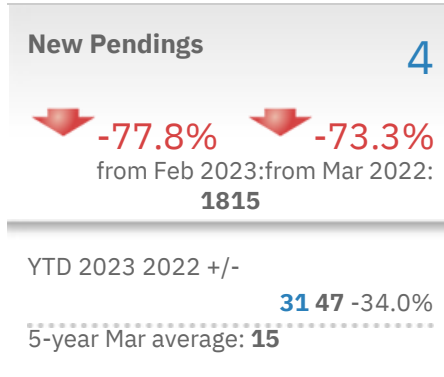 New Pendings
4
-77.8% -73.3%
from Feb 2023:from Mar 2022:
1815
YTD 2023 2022 +/-
31 47 -34.0%
5-year Mar average: 15